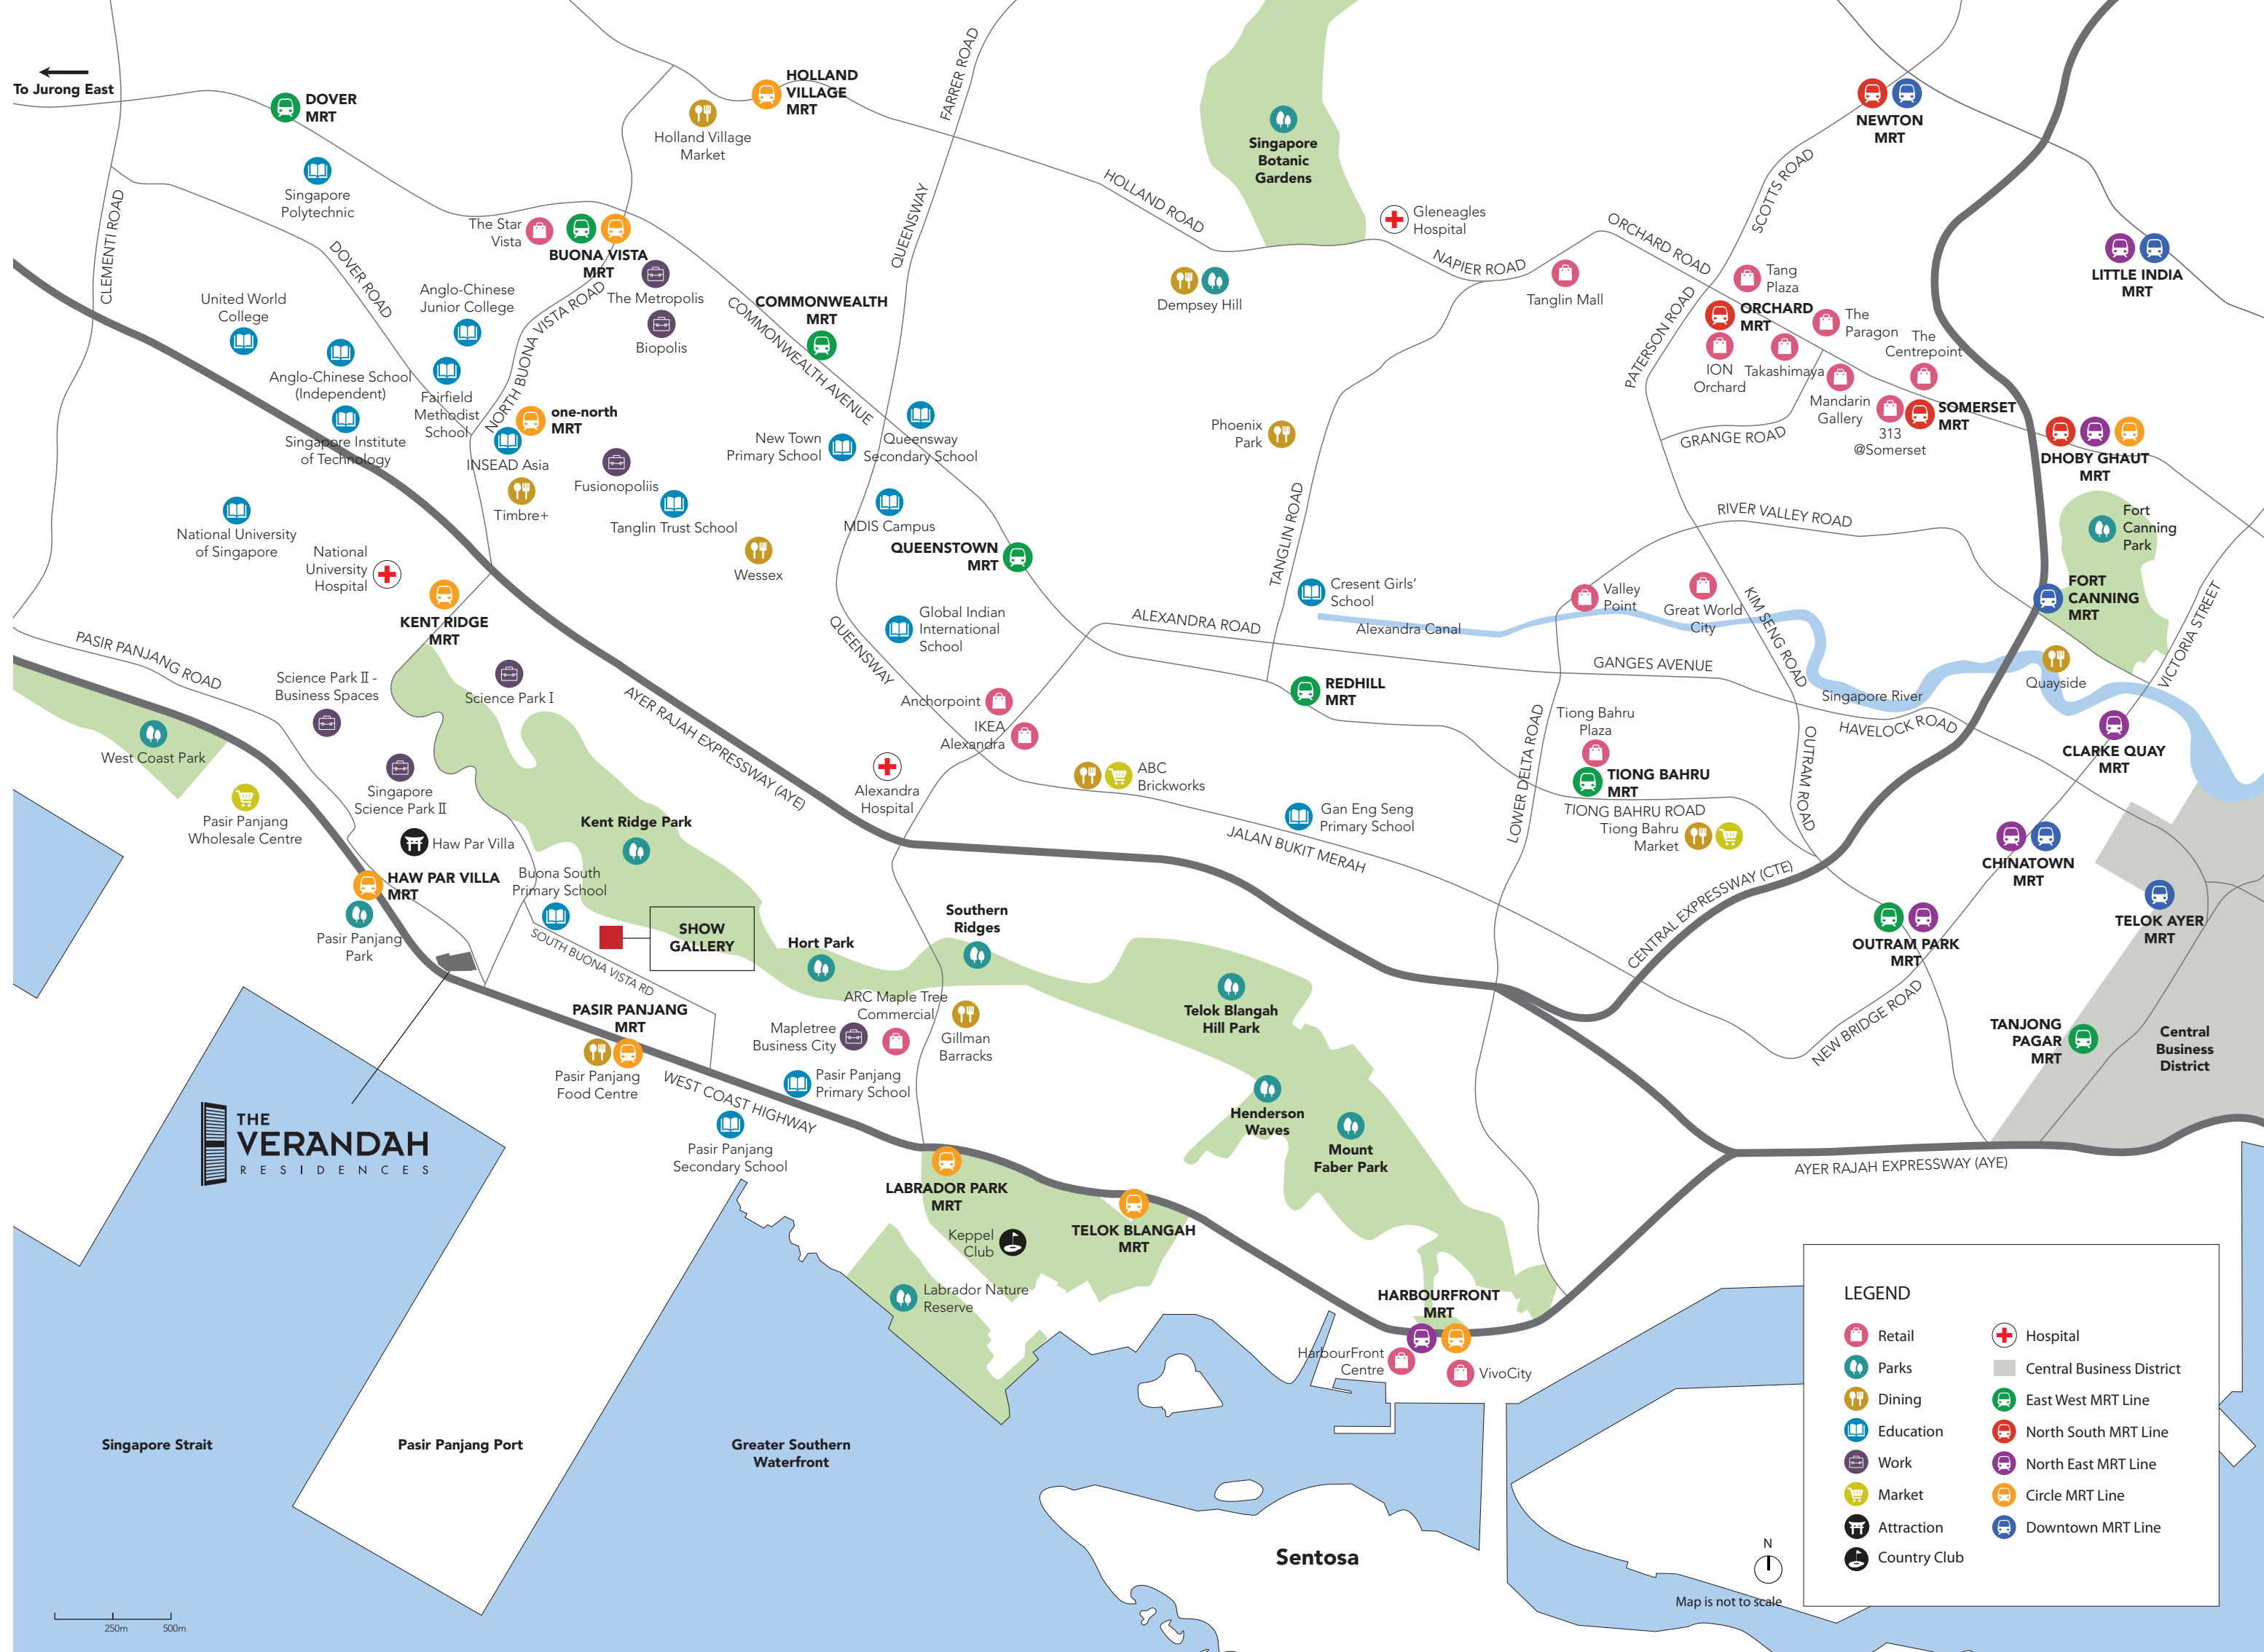 To Jurong East
DOVER
MRT
Singapore
Polytechnic
CLEMENTI ROAD
DOVER ROAD
HOLLAND
VILLAGE
MRT
Holland Village
Market
FARRER ROAD
QUEENSWAY
HOLLAND ROAD
Singapore
Botanic
Gardens
Gleneagles
Hospital
NAPIER ROAD
Dempsey Hill
Tanglin Mall
ORCHARD ROAD
SCOTTS ROAD
NEWTON
MRT
LITTLE INDIA
MRT
The Star
Vista
BUONA VISTA
MRT
The Metropolis
Biopolis
NORTH BUONA VISTA ROAD
COMMONWEALTH
MRT
COMMONWEALTH AVENUE
United World
College
Anglo-Chinese
Junior College
Anglo-Chinese School
(Independent)
Fairfield
Methodist
School
Singapore Institute
of Technology
one-north
MRT
INSEAD Asia
Timbre+
Fusionopoliis
Tanglin Trust School
Wessex
New Town
Primary School
Queensway
Secondary School
MDIS Campus
QUEENSTOWN
MRT
Global Indian
International
School
QUEENSWAY
Phoenix
Park
TANGLIN ROAD
Tang
Plaza
ORCHARD
MRT
PATERSON ROAD
ION
Orchard
Takashimaya
The
Paragon
The
Centrepoint
Mandarin
Gallery
313
@Somerset
SOMERSET
MRT
GRANGE ROAD
DHOBY GHAUT
MRT
RIVER VALLEY ROAD
Fort
Canning
Park
FORT
CANNING
MRT
VICTORIA STREET
National University
of Singapore
National
University
Hospital
KENT RIDGE
MRT
PASIR PANJANG ROAD
Science Park II -
Business Spaces
Science Park I
AYER RAJAH EXPRESSWAY (AYE)
Cresent Girls'
School
Alexandra Canal
ALEXANDRA ROAD
Valley
Point
Great World
City
KIM SENG ROAD
GANGES AVENUE
Singapore River
Quayside
HAVELOCK ROAD
CLARKE QUAY
MRT
REDHILL
MRT
Anchorpoint
IKEA
Alexandra
Alexandra
Hospital
ABC
Brickworks
Gan Eng Seng
Primary School
JALAN BUKIT MERAH
LOWER DELTA ROAD
Tiong Bahru
Plaza
TIONG BAHRU
MRT
TIONG BAHRU ROAD
Tiong Bahru
Market
OUTRAM ROAD
CENTRAL EXPRESSWAY (CTE)
CHINATOWN
MRT
TELOK AYER
MRT
OUTRAM PARK
MRT
NEW BRIDGE ROAD
TANJONG
PAGAR
MRT
Central
Business
District
West Coast Park
Pasir Panjang
Wholesale Centre
Singapore
Science Park II
Haw Par Villa
HAW PAR VILLA
MRT
Pasir Panjang
Park
Kent Ridge Park
Buona South
Primary School
SHOW
GALLERY
SOUTH BUONA VISTA RD
Hort Park
Southern
Ridges
PASIR PANJANG
MRT
Pasir Panjang
Food Centre
ARC Maple Tree
Commercial
Mapletree
Business City
Gillman
Barracks
Telok Blangah
Hill Park
Henderson
Waves
Mount
Faber Park
WEST COAST HIGHWAY
Pasir Panjang
Primary School
Pasir Panjang
Secondary School
THE
VERANDAH
RESIDENCES
LABRADOR PARK
MRT
Keppel
Club
TELOK BLANGAH
MRT
Labrador Nature
Reserve
AYER RAJAH EXPRESSWAY (AYE)
HARBOURFRONT
MRT
HarbourFront
Centre
VivoCity
Singapore Strait
Pasir Panjang Port
Greater Southern
Waterfront
Sentosa
LEGEND
Retail
Parks
Dining
Education
Work
Market
Attraction
Country Club
Hospital
Central Business District
East West MRT Line
North South MRT Line
North East MRT Line
Circle MRT Line
Downtown MRT Line
N
Map is not to scale
250m
500m